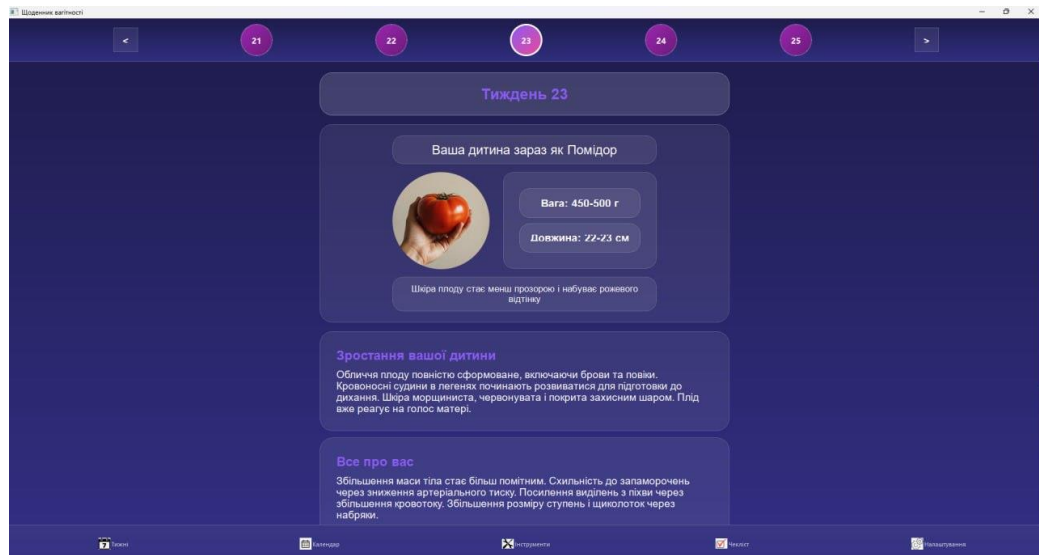 Щоденник вагітності
<
21
22
23
24
25
>
Тиждень 23
Ваша дитина зараз як Помідор
Вага: 450-500 г
Довжина: 22-23 см
Шкіра плоду стає менш прозорою і набуває рожевого
відтінку
Зростання вашої дитини
Обличчя плоду повністю сформоване, включаючи брови та повіки.
Кровоносні судини в легенях починають розвиватися для підготовки до
дихання. Шкіра морщиниста, червонувата і покрита захисним шаром. Плід
вже реагує на голос матері.
Все про вас
Збільшення маси тіла стає більш помітним. Схильність до запаморочень
через зниження артеріального тиску. Посилення виділень з піхви через
збільшення кровотоку. Збільшення розміру ступень і щиколоток через
набряки.
7 Тижні
Календар
Інструменти
Чекліст
Налаштування